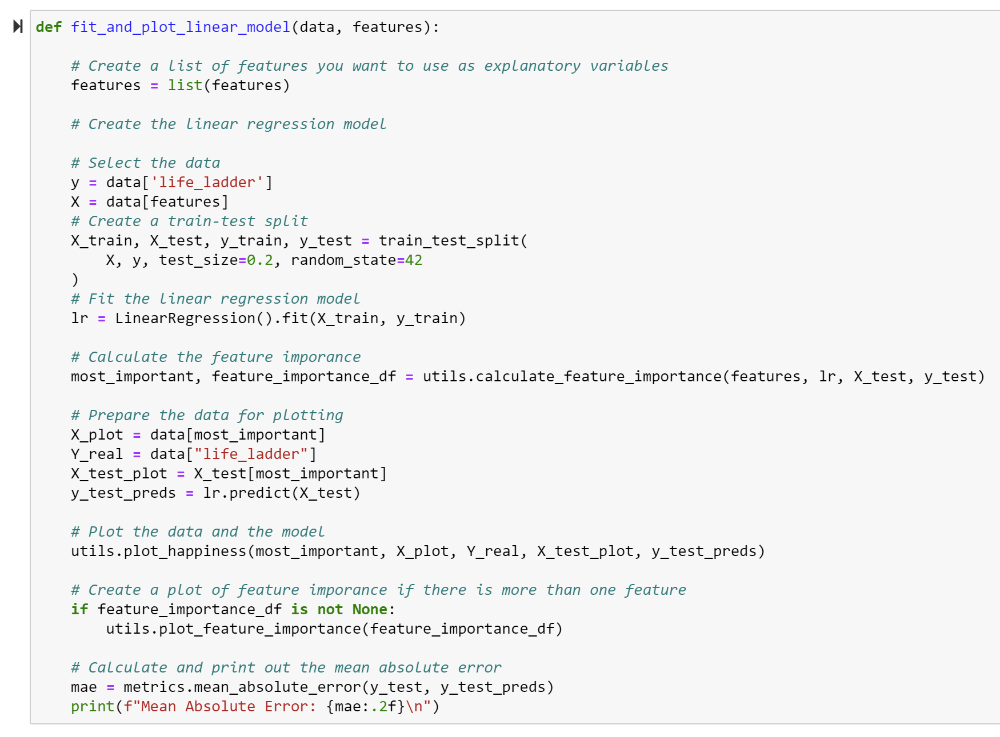 def fit_and_plot_linear_model(data, features):
# Create a list of features you want to use as explanatory variables
features = list(features)
# Create the linear regression model
# Select the data
y = data['life_ladder']
X = data[features]
# Create a train-test split
X_train, X_test, y_train, y_test = train_test_split(
X, y, test_size=0.2, random_state=42
)
# Fit the linear regression model
lr = LinearRegression().fit(X_train, y_train)
# Calculate the feature imporance
most_important, feature_importance_df = utils.calculate_feature_importance(features, lr, X_test, y_test)
# Prepare the data for plotting
X_plot = data[most_important]
Y_real = data["life_ladder"]
X_test_plot = X_test[most_important]
y_test_preds = lr.predict(X_test)
# Plot the data and the model
utils.plot_happiness(most_important, X_plot, Y_real, X_test_plot, y_test_preds)
# Create a plot of feature imporance if there is more than one feature
if feature_importance_df is not None:
utils.plot_feature_importance(feature_importance_df)
# Calculate and print out the mean absolute error
mae = metrics.mean_absolute_error(y_test, y_test_preds)
print(f"Mean Absolute Error: {mae:.2f}\n")